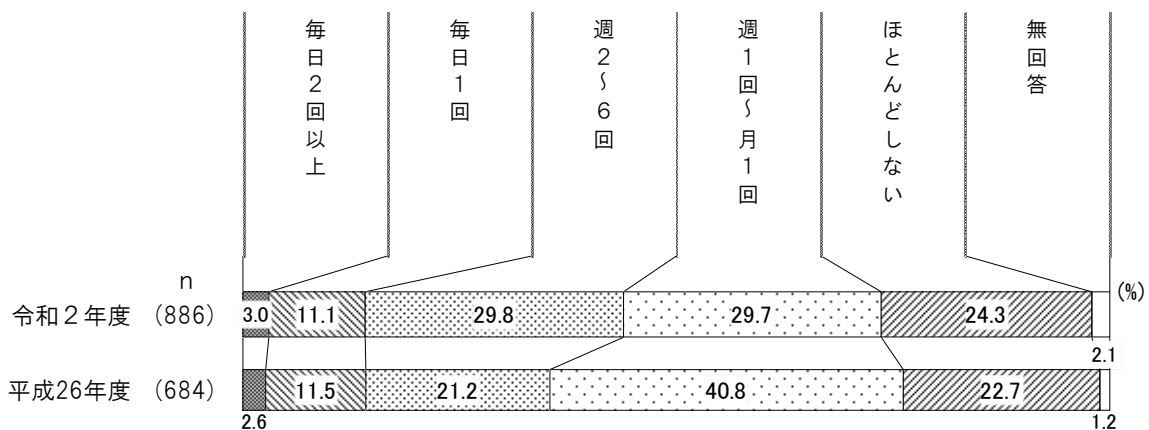 毎日2回以上
毎日1回
週2～6回
週1回～月1回
ほとんどしない
無回答
n
(%)
令和2年度 (886) 3.0 11.1 29.8 29.7 24.3
2.1
平成26年度 (684) 11.5 21.2 40.8 22.7
2.6 1.2